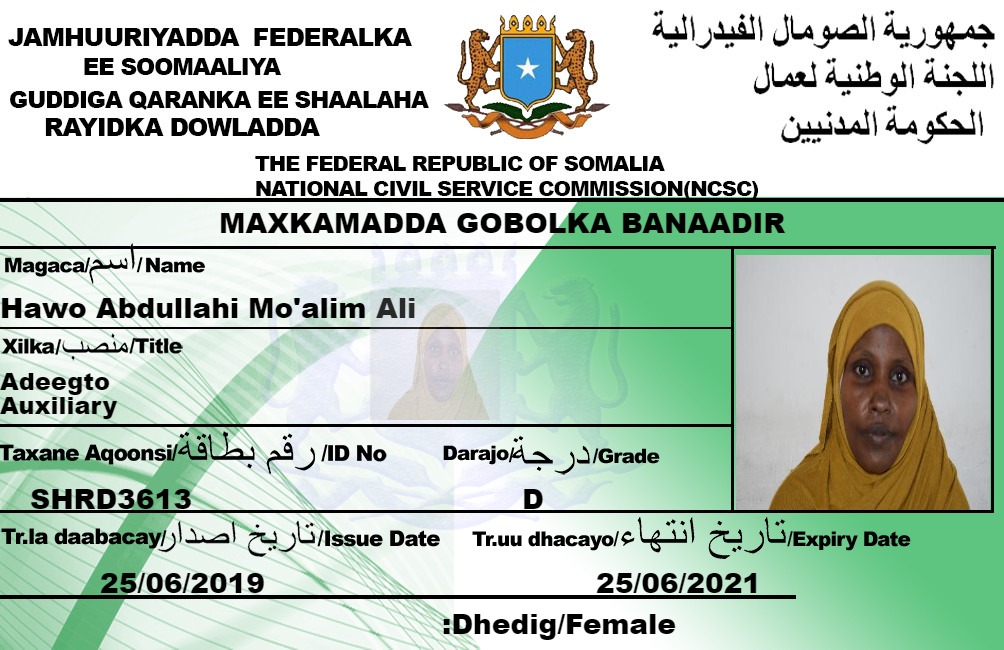 JAMHUURIYADDA FEDERALKA
EE SOOMAALIYA
GUDDIGA QARANKA EE SHAALAHA
RAYIDKA DOWLADDA
جمهورية الصومال الفيدرالية
اللجنة الوطنية لعمال
الحكومة المدنيين
THE FEDERAL REPUBLIC OF SOMALIA
NATIONAL CIVIL SERVICE COMMISSION(NCSC)
MAXKAMADDA GOBOLKA BANAADIR
Magaca/اسم/Name
Hawo Abdullahi Mo'alim Ali
Xilka/منصب/Title
Adeegto
Auxiliary
Taxane Aqoonsi/رقم بطاقة/ID No
Darajo/درجة/Grade
SHRD3613
D
Tr.la daabacay/تاريخ اصدار/Issue Date
Tr.uu dhacayo/تاريخ انتهاء/Expiry Date
25/06/2019
25/06/2021
:Dhedig/Female